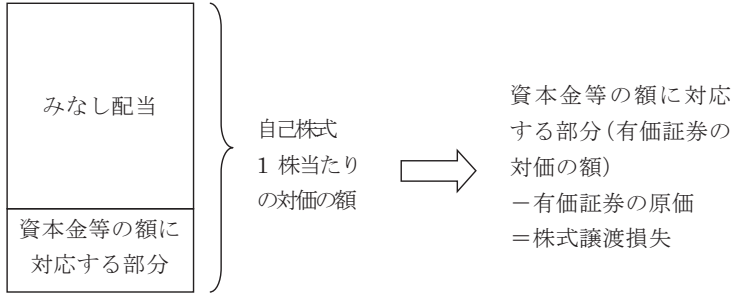 みなし配当
資本金等の額に
対応する部分
自己株式
1 株当たり
の対価の額
資本金等の額に対応
する部分（有価証券の
対価の額）
－有価証券の原価
＝株式譲渡損失